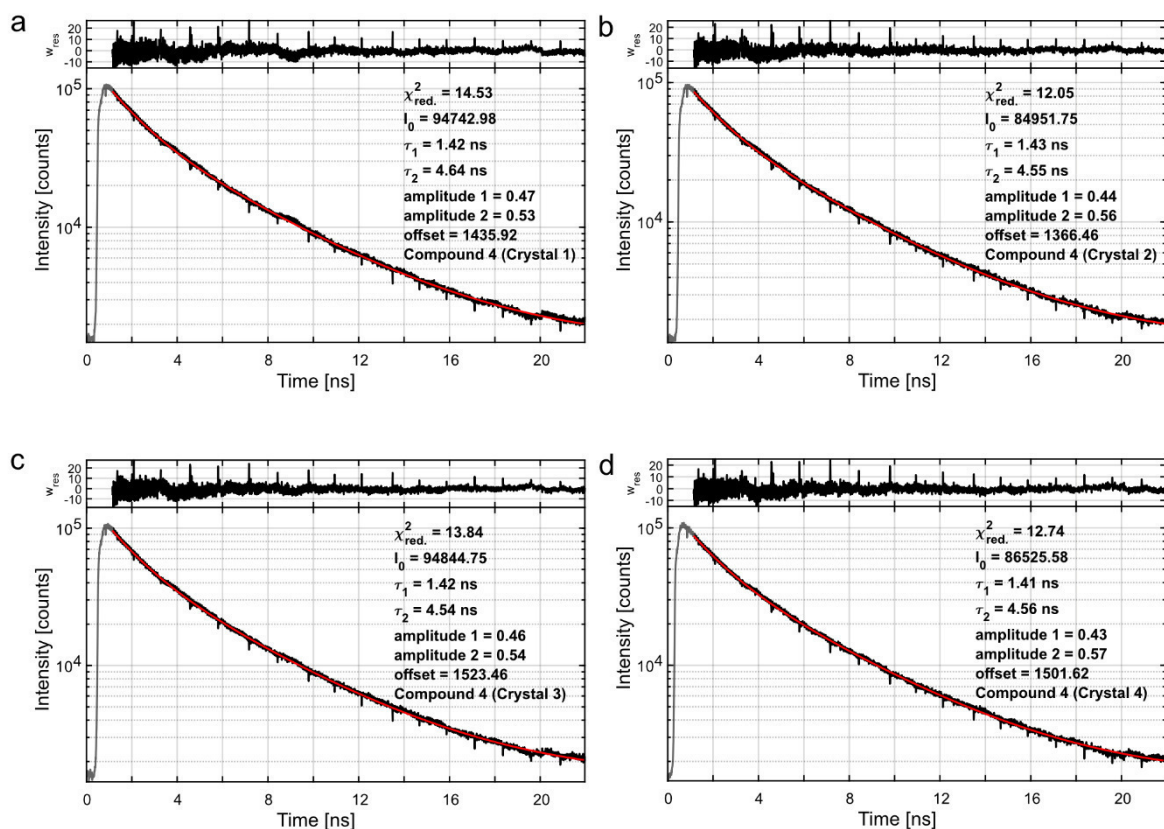 a
w_res
20
10
0
-10
10^5
10^4
Intensity [counts]
χ²_red. = 14.53
I_0 = 94742.98
τ_1 = 1.42 ns
τ_2 = 4.64 ns
amplitude 1 = 0.47
amplitude 2 = 0.53
offset = 1435.92
Compound 4 (Crystal 1)
0 4 8 12 16 20
Time [ns]
b
w_res
20
10
0
-10
10^5
10^4
Intensity [counts]
χ²_red. = 12.05
I_0 = 84951.75
τ_1 = 1.43 ns
τ_2 = 4.55 ns
amplitude 1 = 0.44
amplitude 2 = 0.56
offset = 1366.46
Compound 4 (Crystal 2)
0 4 8 12 16 20
Time [ns]
c
w_res
20
10
0
-10
10^5
10^4
Intensity [counts]
χ²_red. = 13.84
I_0 = 94844.75
τ_1 = 1.42 ns
τ_2 = 4.54 ns
amplitude 1 = 0.46
amplitude 2 = 0.54
offset = 1523.46
Compound 4 (Crystal 3)
0 4 8 12 16 20
Time [ns]
d
w_res
20
10
0
-10
10^5
10^4
Intensity [counts]
χ²_red. = 12.74
I_0 = 86525.58
τ_1 = 1.41 ns
τ_2 = 4.56 ns
amplitude 1 = 0.43
amplitude 2 = 0.57
offset = 1501.62
Compound 4 (Crystal 4)
0 4 8 12 16 20
Time [ns]